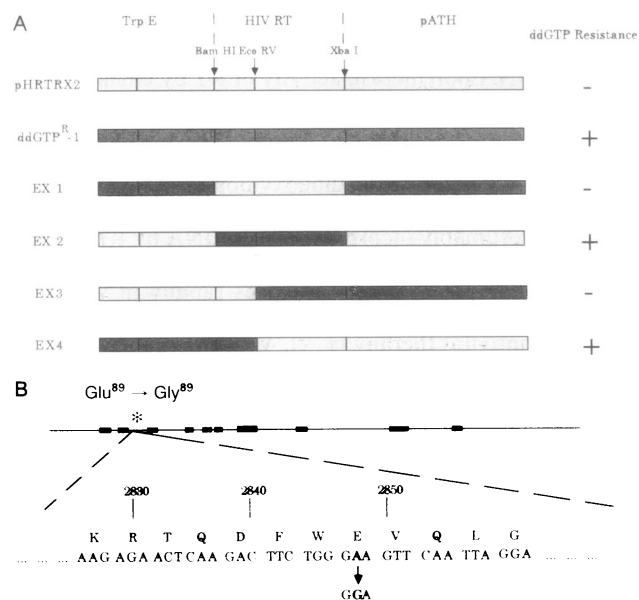 A
Trp E HIV RT pATH
ddGTP Resistance
Bam HI Eco RV Xba I
pHRTRX2 -
ddGTP^R-1 +
EX 1 -
EX 2 +
EX3 -
EX4 +
B
Glu⁸⁹ → Gly⁸⁹
*
2830 2840 2850
K R T Q D F W E V Q L G
... ... ... AAG AGA ACT CAA GAC TTC TGG GAA GTT CAA TTA GGA ... ... ...
GGA